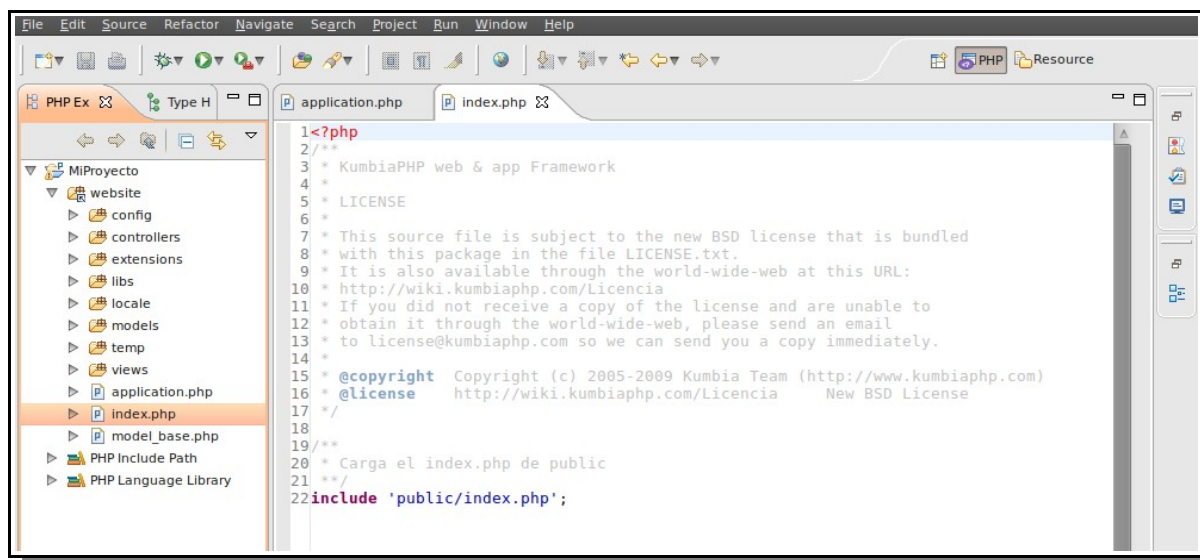 File Edit Source Refactor Navigate Search Project Run Window Help
PHP Resource
PHP Ex Type H
application.php index.php
MiProyecto
website
config
controllers
extensions
libs
locale
models
temp
views
application.php
index.php
model_base.php
PHP Include Path
PHP Language Library
1<?php
2/**
3 * KumbiaPHP web & app Framework
4 *
5 * LICENSE
6 *
7 * This source file is subject to the new BSD license that is bundled
8 * with this package in the file LICENSE.txt.
9 * It is also available through the world-wide-web at this URL:
10 * http://wiki.kumbiaphp.com/Licencia
11 * If you did not receive a copy of the license and are unable to
12 * obtain it through the world-wide-web, please send an email
13 * to license@kumbiaphp.com so we can send you a copy immediately.
14 *
15 * @copyright  Copyright (c) 2005-2009 Kumbia Team (http://www.kumbiaphp.com)
16 * @license    http://wiki.kumbiaphp.com/Licencia     New BSD License
17 */
18
19/**
20 * Carga el index.php de public
21 **/
22include 'public/index.php';